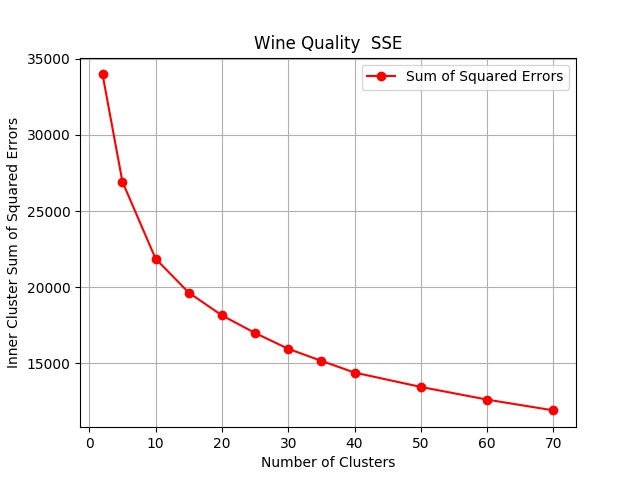 Wine Quality  SSE
Sum of Squared Errors
Inner Cluster Sum of Squared Errors
35000
30000
25000
20000
15000
0 10 20 30 40 50 60 70
Number of Clusters